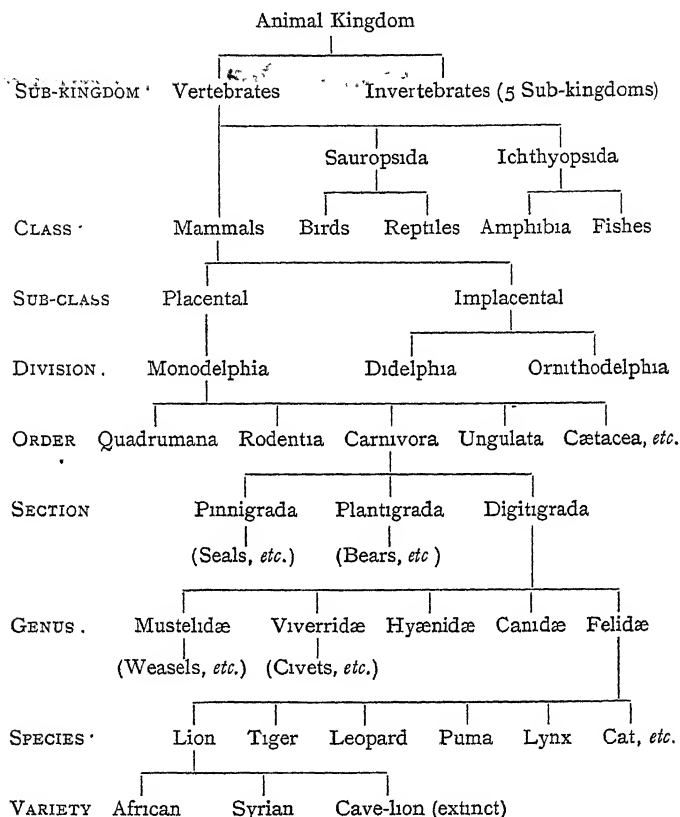 Animal Kingdom
SUB-KINGDOM · Vertebrates Invertebrates (5 Sub-kingdoms)
Sauropsida Ichthyopsida
CLASS · Mammals Birds Reptiles Amphibia Fishes
SUB-CLASS Placental Implacental
DIVISION . Monodelphia Didelphia Ornithodelphia
ORDER Quadrumana Rodentia Carnivora Ungulata Cætacea, etc.
SECTION Pinnigrada Plantigrada Digitigrada
(Seals, etc.) (Bears, etc )
GENUS . Mustelidæ Viverridæ Hyænidæ Canidæ Felidæ
(Weasels, etc.) (Civets, etc.)
SPECIES · Lion Tiger Leopard Puma Lynx Cat, etc.
VARIETY African Syrian Cave-lion (extinct)